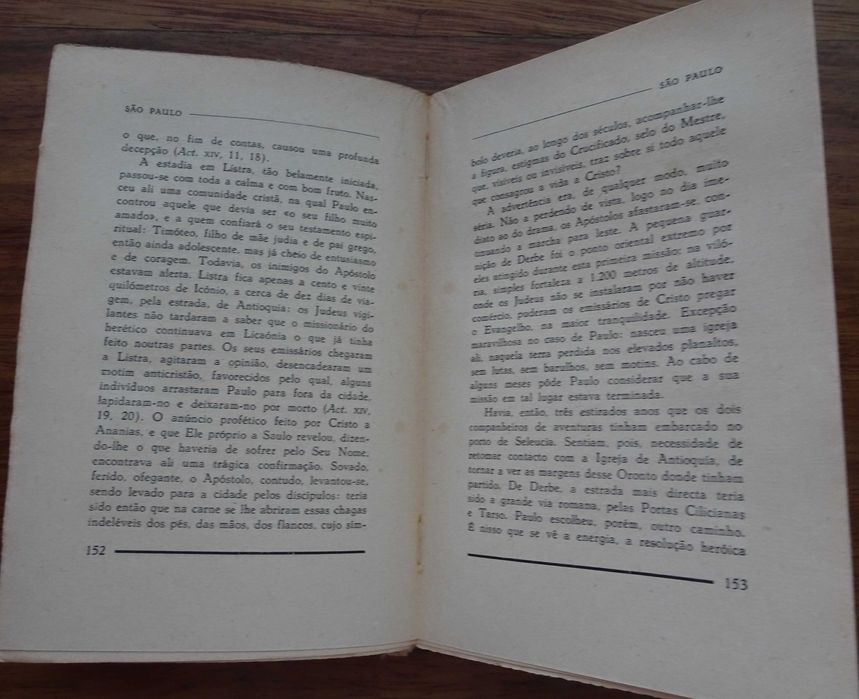 SÃO PAULO
o que, no fim de contas, causou uma profunda
decepção (Act. XIV, 11, 18).
A estadia em Listra, tão belamente iniciada,
passou-se com toda a calma e com bom fruto. Nas-
ceu ali uma comunidade cristã, na qual Paulo en-
controu aquele que devia ser «o seu filho muito
amado», e a quem confiará o seu testamento espi-
ritual: Timóteo, filho de mãe judia e de pai grego,
então ainda adolescente, mas já cheio de entusiasmo
e de coragem. Todavia, os inimigos do Apóstolo
estavam alerta. Listra fica apenas a cento e vinte
quilómetros de Icónio, a cerca de dez dias de via-
gem, pela estrada, de Antioquia: os Judeus vigi-
lantes não tardaram a saber que o missionário do
herético continuava em Licaónia o que já tinha
feito noutras partes. Os seus emissários chegaram
a Listra, agitaram a opinião, desencadearam um
motim anticristão, favorecidos pelo qual, alguns
indivíduos arrastaram Paulo para fora da cidade,
lapidaram-no e deixaram-no por morto (Act. XIV,
19, 20). O anúncio profético feito por Cristo a
Ananias, e que Ele próprio a Saulo revelou, dizen-
do-lhe o que haveria de sofrer pelo Seu Nome,
encontrava ali uma trágica confirmação. Sovado,
ferido, ofegante, o Apóstolo, contudo, levantou-se,
sendo levado para a cidade pelos discípulos: teria
sido então que na carne se lhe abriram essas chagas
indeléveis dos pés, das mãos, dos flancos, cujo sim-
152
SÃO PAULO
bolo deveria, ao longo dos séculos, acompanhar-lhe
a figura, estigmas do Crucificado, selo do Mestre,
que, visíveis ou invisíveis, traz sobre si todo aquele
que consagrou a vida a Cristo?
A advertência era, de qualquer modo, muito
séria. Não a perdendo de vista, logo no dia ime-
diato ao do drama, os Apóstolos afastaram-se, con-
tinuando a marcha para leste. A pequena guar-
nição de Derbe foi o ponto oriental extremo por
eles atingido durante esta primeira missão; na viló-
ria, simples fortaleza a 1.200 metros de altitude,
onde os Judeus não se instalaram por não haver
comércio, puderam os emissários de Cristo pregar
o Evangelho, na maior tranquilidade. Excepção
maravilhosa no caso de Paulo: nasceu uma igreja
ali, naquela terra perdida nos elevados planaltos,
sem lutas, sem barulhos, sem motins. Ao cabo de
alguns meses pôde Paulo considerar que a sua
missão em tal lugar estava terminada.
Havia, então, três estirados anos que os dois
companheiros de aventuras tinham embarcado no
porto de Seleucia. Sentiam, pois, necessidade de
retomar contacto com a Igreja de Antioquia, de
tornar a ver as margens desse Oronto donde tinham
partido. De Derbe, a estrada mais directa teria
sido a grande via romana, pelas Portas Cilicianas
e Tarso. Paulo escolheu, porém, outro caminho.
É nisso que se vê a energia, a resolução heróica
153